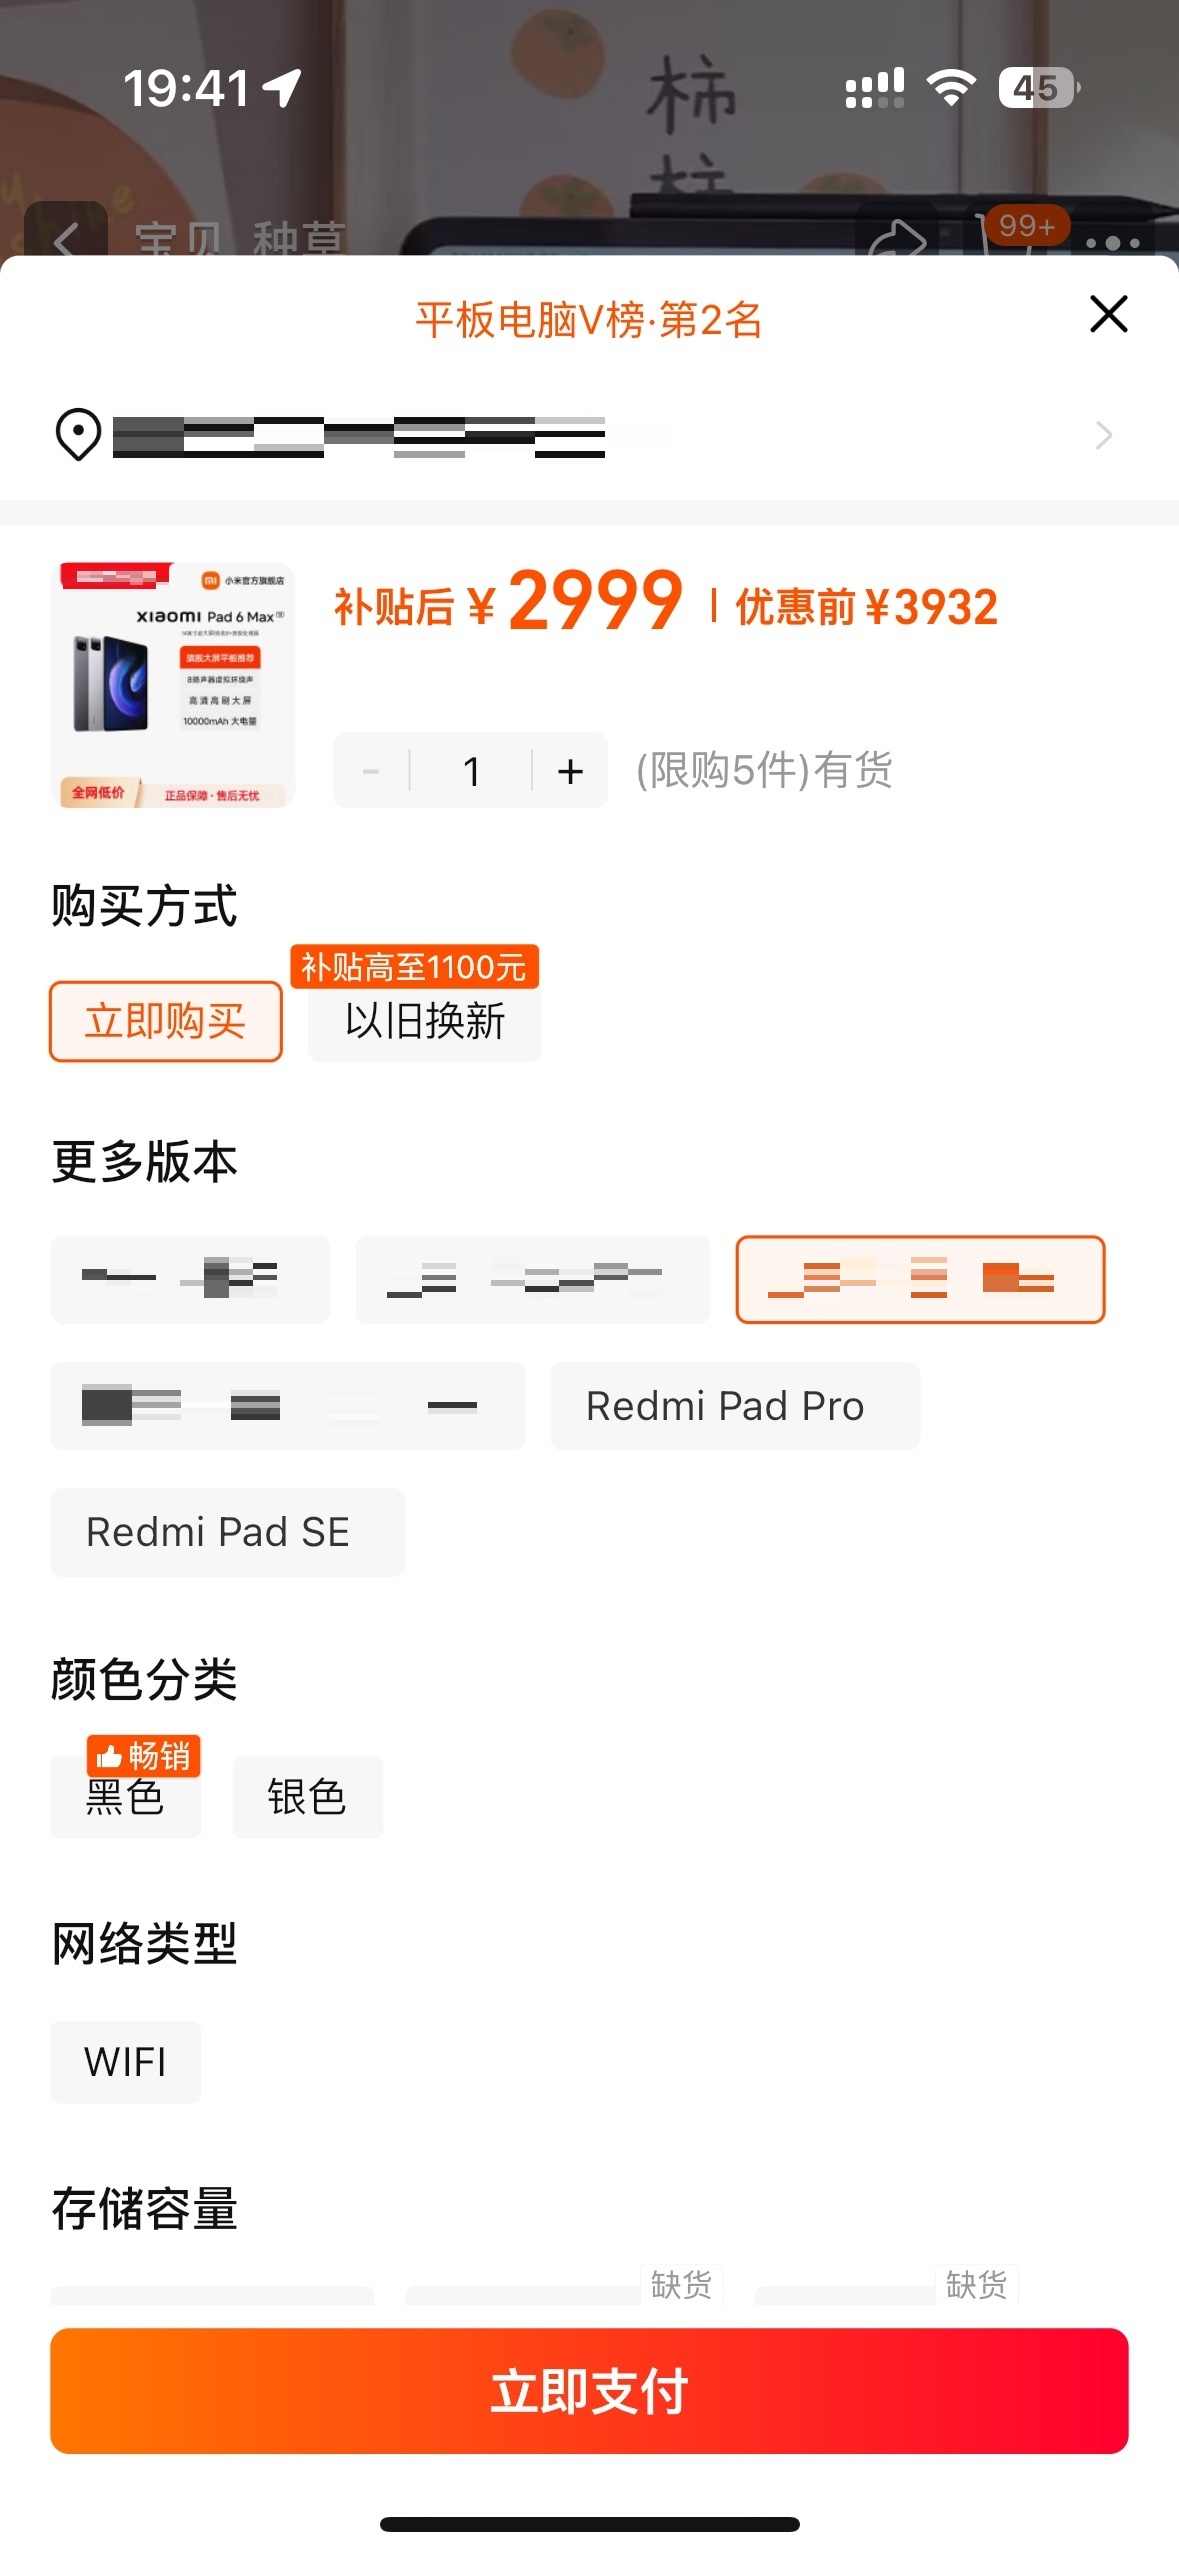 19:41
45
柿
宝贝 种草
99+
平板电脑V榜·第2名
小米官方旗舰店
xiaomi Pad 6 Max
旗舰大屏平板推荐
8扬声器虚拟环绕声
高清高刷大屏
10000mAh 大电量
全网低价
正品保障·售后无忧
补贴后 ¥ 2999 | 优惠前 ¥3932
- 1 + (限购5件)有货
购买方式
补贴高至1100元
立即购买 以旧换新
更多版本
Redmi Pad Pro
Redmi Pad SE
颜色分类
畅销
黑色 银色
网络类型
WIFI
存储容量
缺货 缺货
立即支付